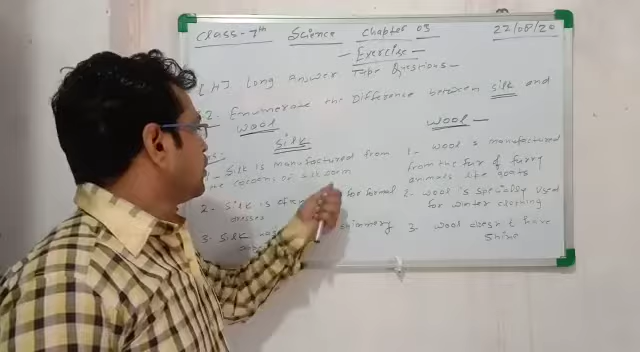 Class-7th Science Chapter 03 22/08/20
- Exercise -
[H] Long Answer Type Questions -
2. Enumerate the Difference between silk and
wool
Silk
1- Silk is manufactured from
the cocoons of silk
2- Silk is for formal
dresses
3. Silk shimmery
Wool -
1- Wool is manufactured
from the fur of furry
animals like goats
2- Wool is specially used
for winter clothing
3. Wool doesn't have
Shine